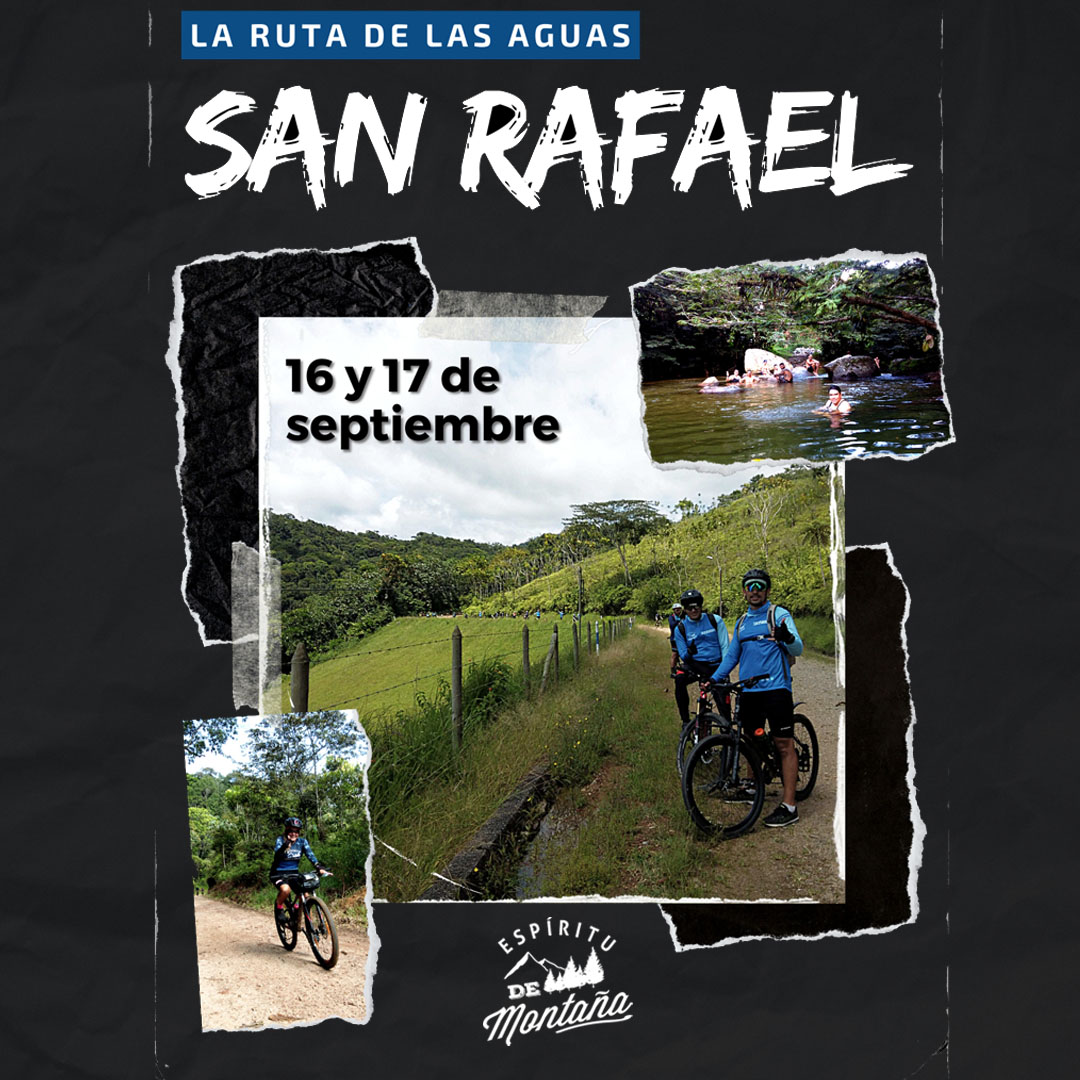 LA RUTA DE LAS AGUAS
SAN RAFAEL
16 y 17 de
septiembre
ESPÍRITU
DE
Montaña